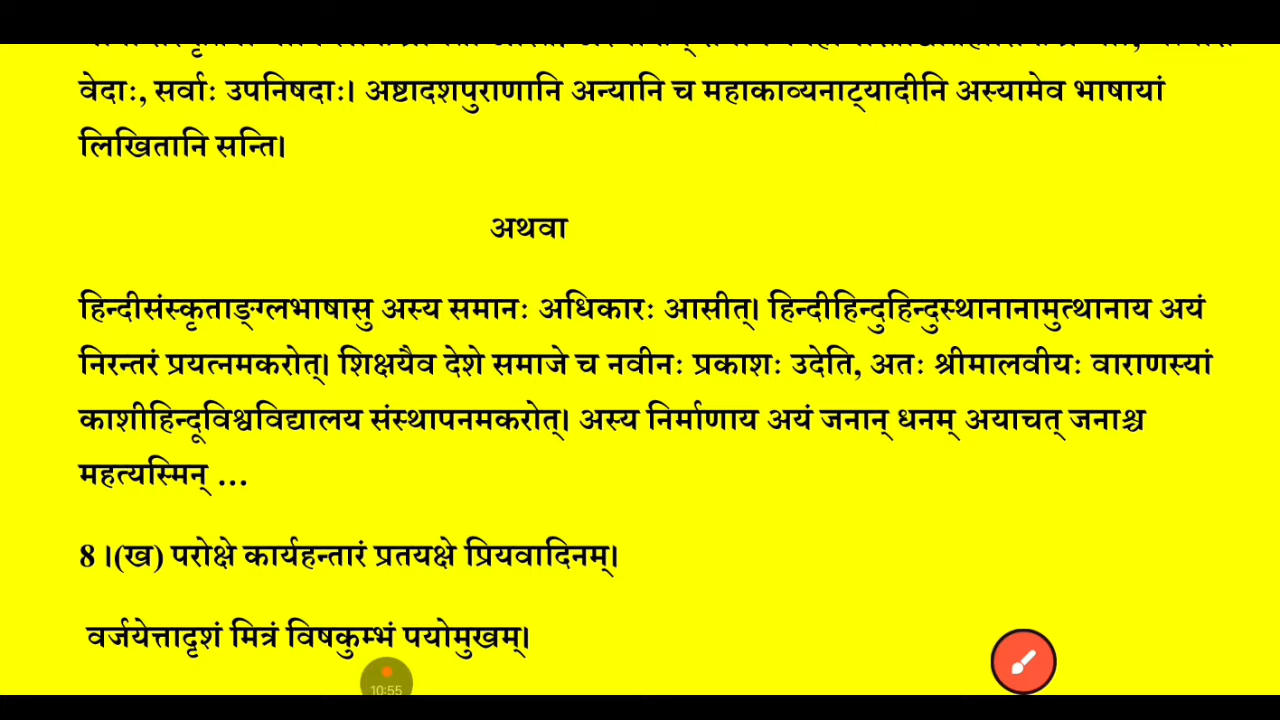 वेदाः, सर्वाः उपनिषदाः। अष्टादशपुराणानि अन्यानि च महाकाव्यनाट्यादीनि अस्यामेव भाषायां
लिखितानि सन्ति।
अथवा
हिन्दीसंस्कृताङ्ग्लभाषासु अस्य समानः अधिकारः आसीत्। हिन्दीहिन्दुहिन्दुस्थानानामुत्थानाय अयं
निरन्तरं प्रयत्नमकरोत्। शिक्षयैव देशे समाजे च नवीनः प्रकाशः उदेति, अतः श्रीमालवीयः वाराणस्यां
काशीहिन्दूविश्वविद्यालय संस्थापनमकरोत्। अस्य निर्माणाय अयं जनान् धनम् अयाचत् जनाश्च
महत्यस्मिन् ...
8।(ख) परोक्षे कार्यहन्तारं प्रतयक्षे प्रियवादिनम्।
वर्जयेत्तादृशं मित्रं विषकुम्भं पयोमुखम्।
10:55